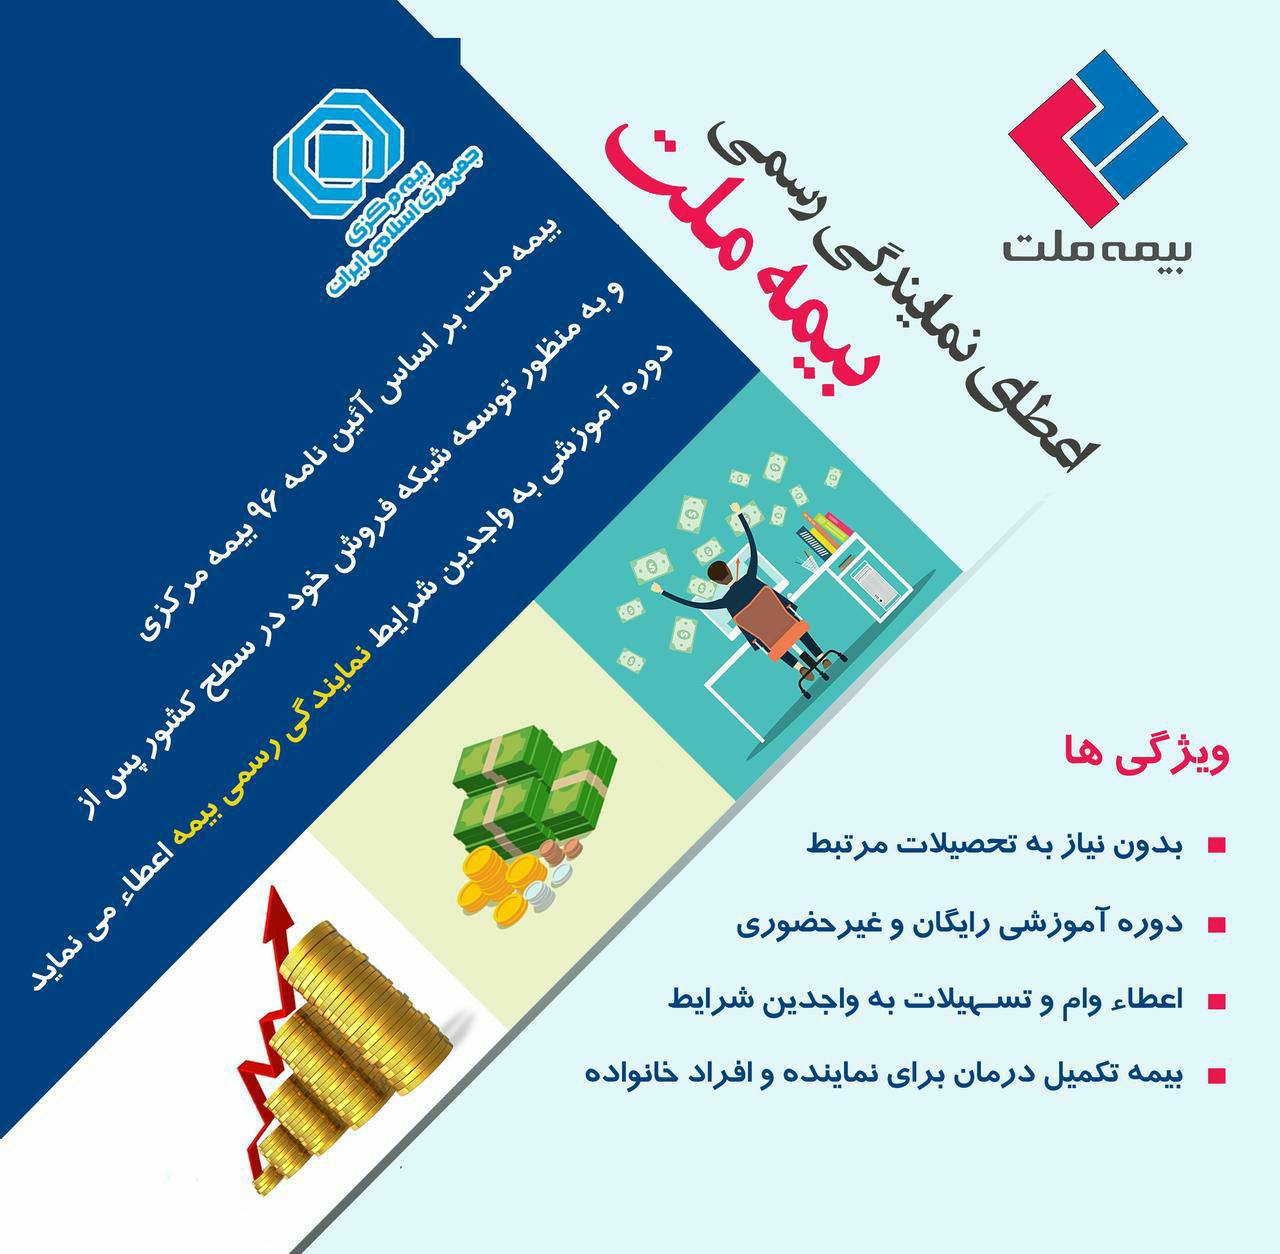 بیمه ملت
اعطای نمایندگی رسمی
بیمه ملت
بیمه مرکزی
جمهوری اسلامی ایران
بیمه ملت بر اساس آئین نامه ۹۶ بیمه مرکزی
و به منظور توسعه شبکه فروش خود در سطح کشور پس از
دوره آموزشی به واجدین شرایط نمایندگی رسمی بیمه اعطاء می نماید
ویژگی ها
بدون نیاز به تحصیلات مرتبط
دوره آموزشی رایگان و غیرحضوری
اعطاء وام و تسهیلات به واجدین شرایط
بیمه تکمیل درمان برای نماینده و افراد خانواده